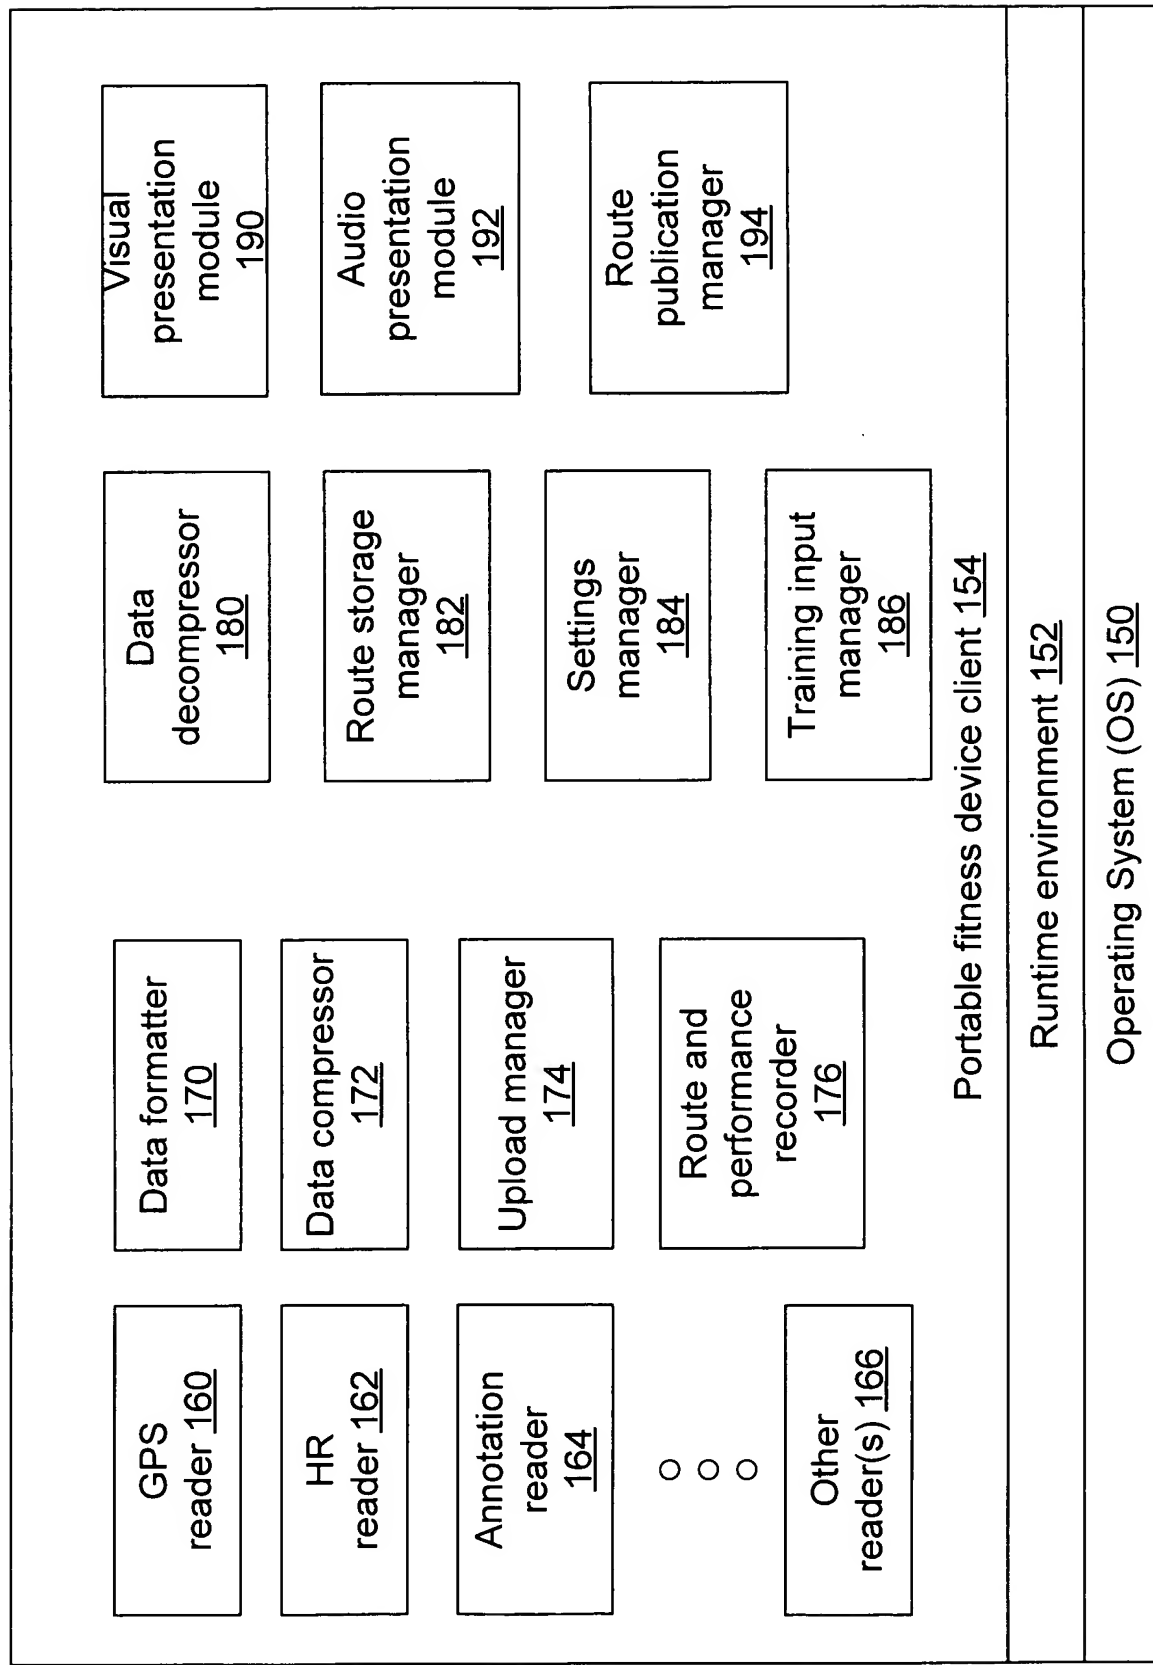 GPS
reader 160
HR
reader 162
Annotation
reader
164
Other
reader(s) 166
Data formatter
170
Data compressor
172
Upload manager
174
Route and
performance
recorder
176
Data
decompressor
180
Route storage
manager
182
Settings
manager
184
Training input
manager
186
Visual
presentation
module
190
Audio
presentation
module
192
Route
publication
manager
194
Portable fitness device client 154
Runtime environment 152
Operating System (OS) 150